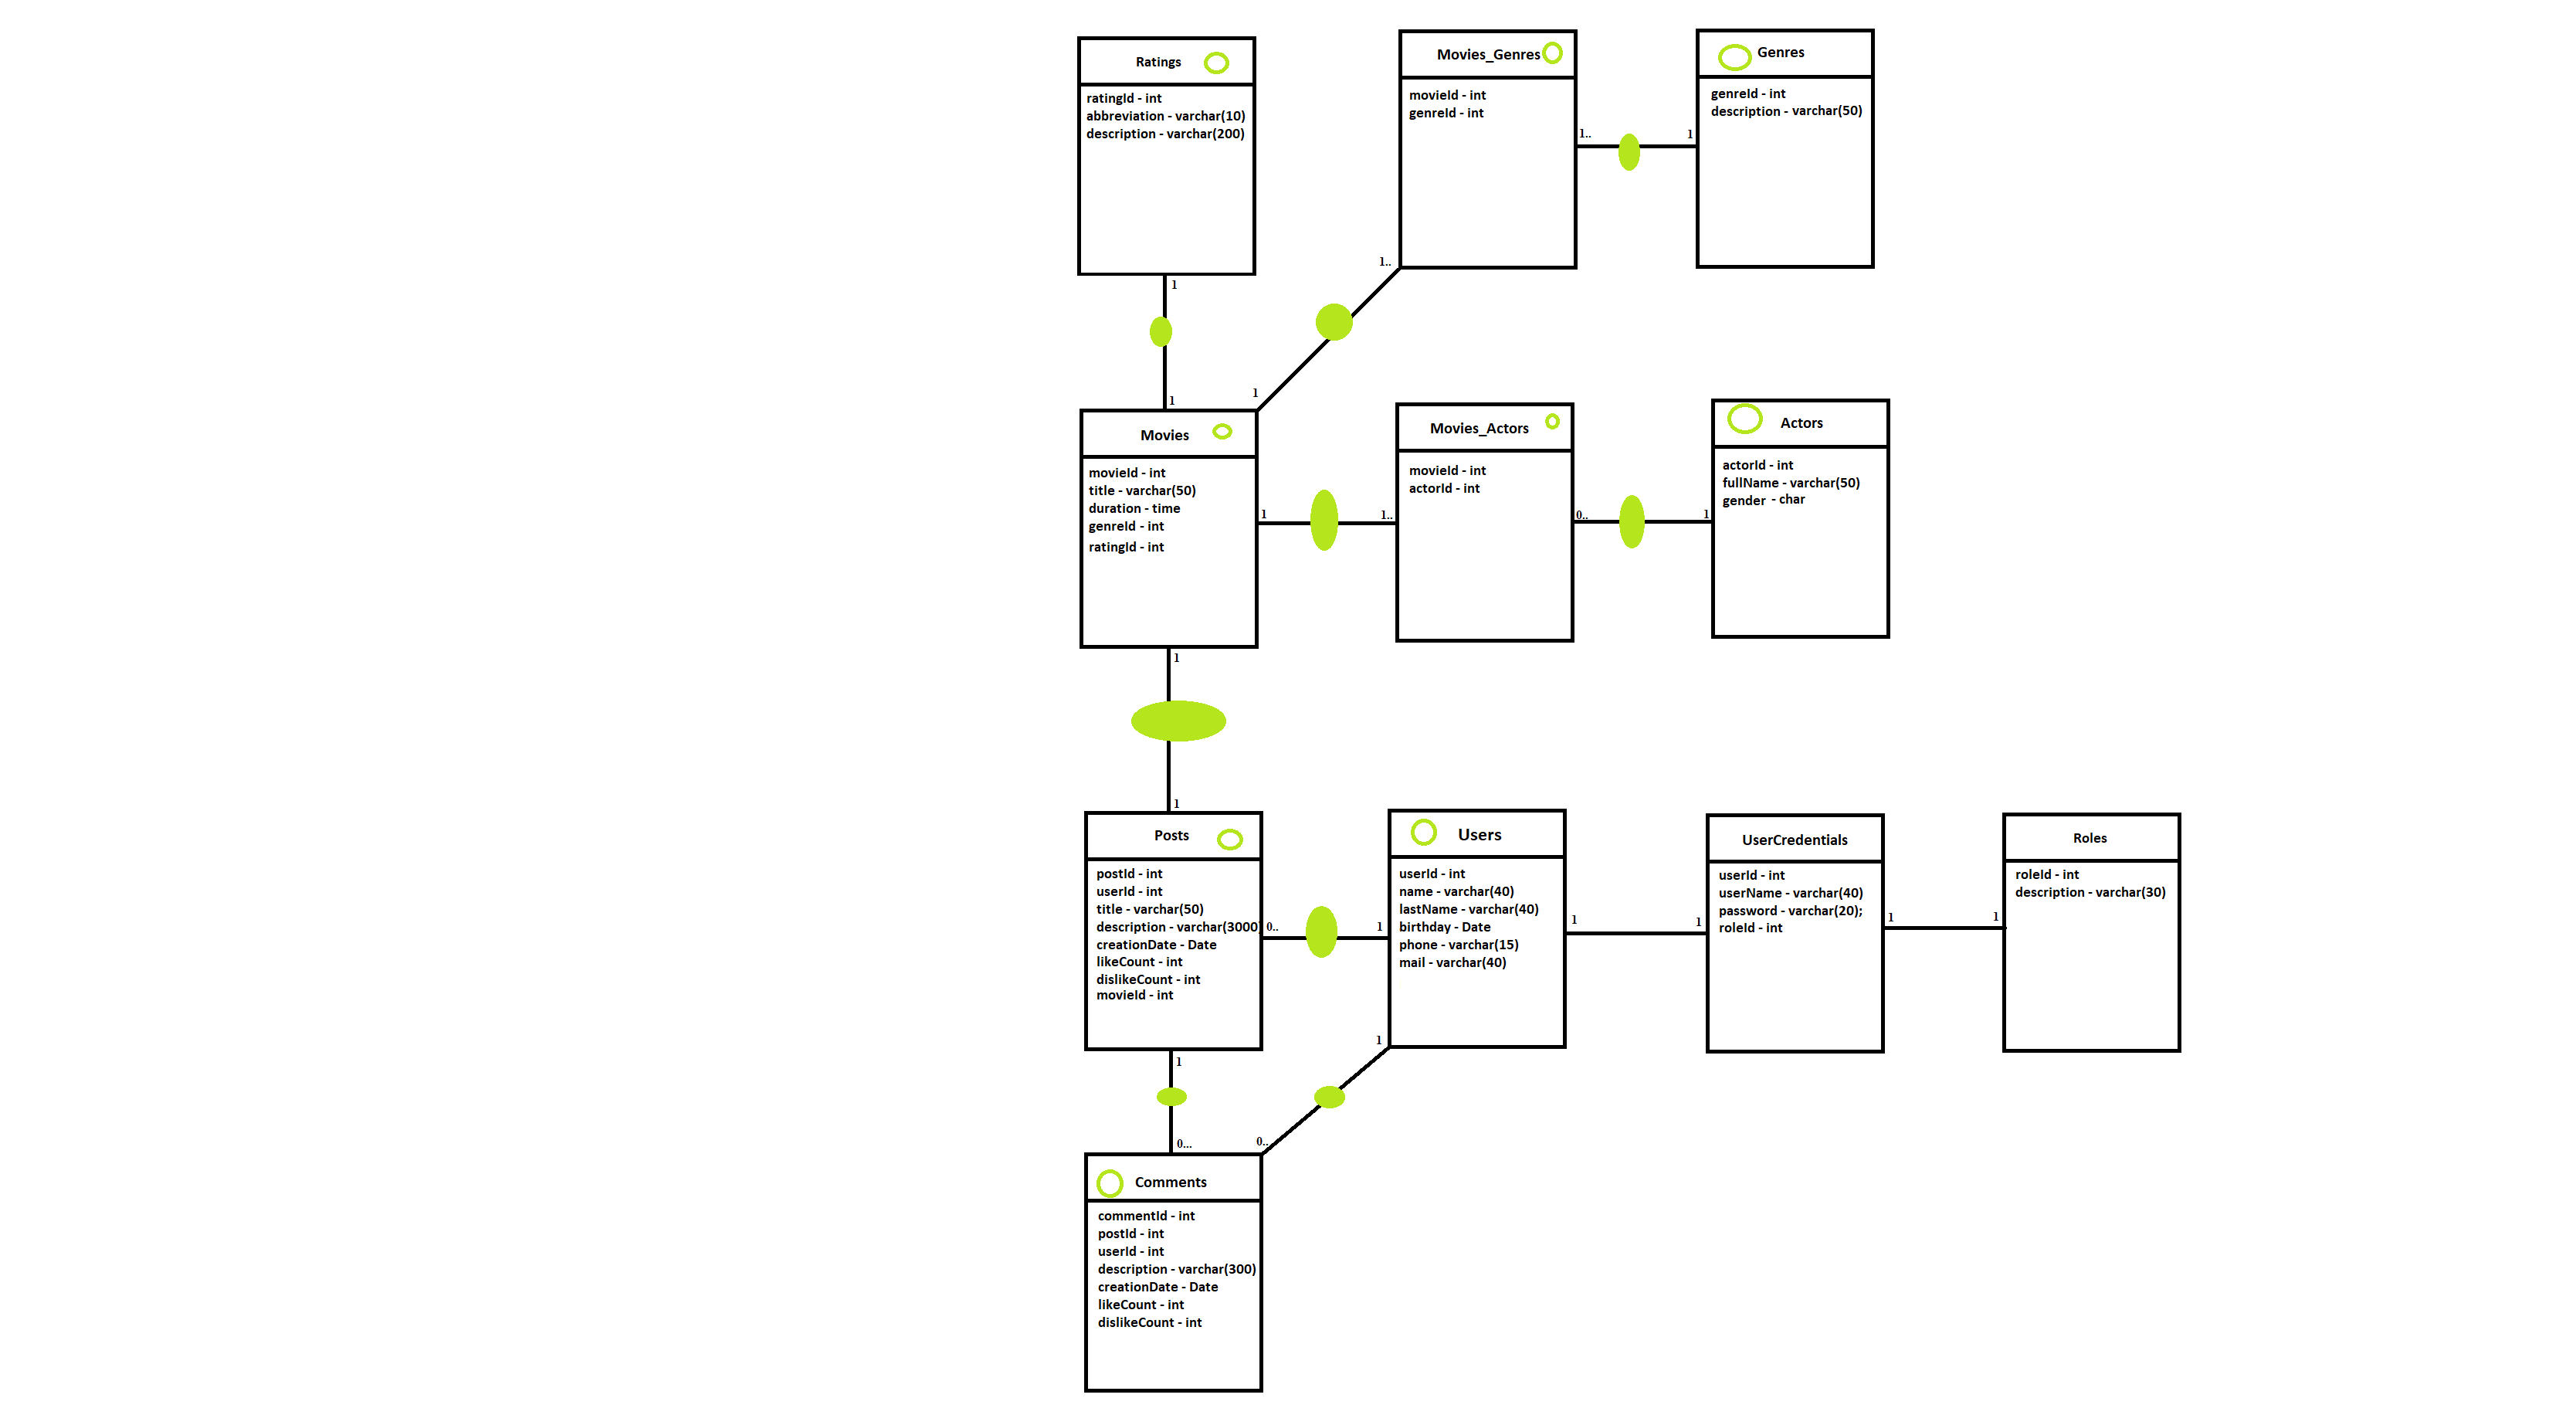 Ratings
ratingId - int
abbreviation - varchar(10)
description - varchar(200)
Movies_Genres
movieId - int
genreId - int
Genres
genreId - int
description - varchar(50)
1..
1
1
1
1..
1
Movies
movieId - int
title - varchar(50)
duration - time
genreId - int
ratingId - int
Movies_Actors
movieId - int
actorId - int
Actors
actorId - int
fullName - varchar(50)
gender - char
1
1..
0..
1
1
1
Posts
postId - int
userId - int
title - varchar(50)
description - varchar(3000)
creationDate - Date
likeCount - int
dislikeCount - int
movieId - int
Users
userId - int
name - varchar(40)
lastName - varchar(40)
birthday - Date
phone - varchar(15)
mail - varchar(40)
UserCredentials
userId - int
userName - varchar(40)
password - varchar(20);
roleId - int
Roles
roleId - int
description - varchar(30)
0..
1
1
1
1
1
1
0...
1
0..
Comments
commentId - int
postId - int
userId - int
description - varchar(300)
creationDate - Date
likeCount - int
dislikeCount - int